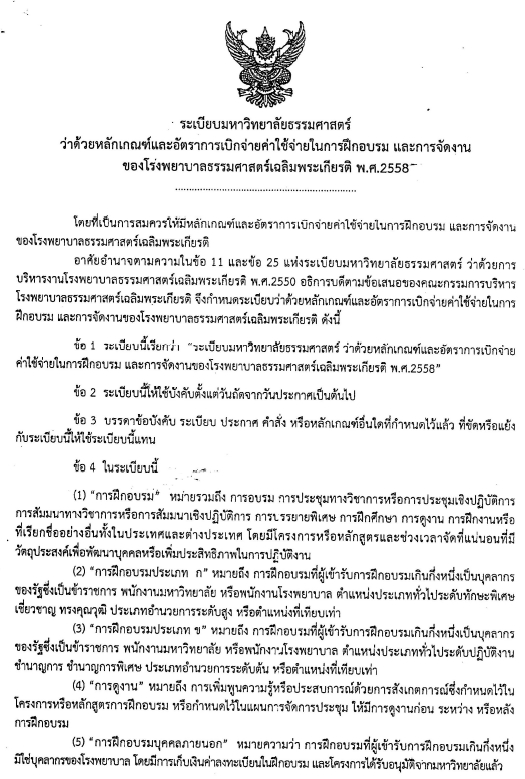 ระเบียบมหาวิทยาลัยธรรมศาสตร์
ว่าด้วยหลักเกณฑ์และอัตราการเบิกจ่ายค่าใช้จ่ายในการฝึกอบรม และการจัดงาน
ของโรงพยาบาลธรรมศาสตร์เฉลิมพระเกียรติ พ.ศ.2558
โดยที่เป็นการสมควรให้มีหลักเกณฑ์และอัตราการเบิกจ่ายค่าใช้จ่ายในการฝึกอบรม และการจัดงาน
ของโรงพยาบาลธรรมศาสตร์เฉลิมพระเกียรติ
อาศัยอำนาจตามความในข้อ 11 และข้อ 25 แห่งระเบียบมหาวิทยาลัยธรรมศาสตร์ ว่าด้วยการ
บริหารงานโรงพยาบาลธรรมศาสตร์เฉลิมพระเกียรติ พ.ศ.2550 อธิการบดีตามข้อเสนอของคณะกรรมการบริหาร
โรงพยาบาลธรรมศาสตร์เฉลิมพระเกียรติ จึงกำหนดระเบียบว่าด้วยหลักเกณฑ์และอัตราการเบิกจ่ายค่าใช้จ่ายในการ
ฝึกอบรม และการจัดงานของโรงพยาบาลธรรมศาสตร์เฉลิมพระเกียรติ ดังนี้
ข้อ 1 ระเบียบนี้เรียกว่า "ระเบียบมหาวิทยาลัยธรรมศาสตร์ ว่าด้วยหลักเกณฑ์และอัตราการเบิกจ่าย
ค่าใช้จ่ายในการฝึกอบรม และการจัดงานของโรงพยาบาลธรรมศาสตร์เฉลิมพระเกียรติ พ.ศ.2558"
ข้อ 2 ระเบียบนี้ให้ใช้บังคับตั้งแต่วันถัดจากวันประกาศเป็นต้นไป
ข้อ 3 บรรดาข้อบังคับ ระเบียบ ประกาศ คำสั่ง หรือหลักเกณฑ์อื่นใดที่กำหนดไว้แล้ว ที่ขัดหรือแย้ง
กับระเบียบนี้ให้ใช้ระเบียบนี้แทน
ข้อ 4 ในระเบียบนี้
(1) "การฝึกอบรม" หมายรวมถึง การอบรม การประชุมทางวิชาการหรือการประชุมเชิงปฏิบัติการ
การสัมมนาทางวิชาการหรือการสัมมนาเชิงปฏิบัติการ การบรรยายพิเศษ การฝึกศึกษา การดูงาน การฝึกงานหรือ
ที่เรียกชื่ออย่างอื่นทั้งในประเทศและต่างประเทศ โดยมีโครงการหรือหลักสูตรและช่วงเวลาจัดที่แน่นอนที่มี
วัตถุประสงค์เพื่อพัฒนาบุคคลหรือเพิ่มประสิทธิภาพในการปฏิบัติงาน
(2) "การฝึกอบรมประเภท ก" หมายถึง การฝึกอบรมที่ผู้เข้ารับการฝึกอบรมเกินกึ่งหนึ่งเป็นบุคลากร
ของรัฐซึ่งเป็นข้าราชการ พนักงานมหาวิทยาลัย หรือพนักงานโรงพยาบาล ตำแหน่งประเภททั่วไประดับทักษะพิเศษ
เชี่ยวชาญ ทรงคุณวุฒิ ประเภทอำนวยการระดับสูง หรือตำแหน่งที่เทียบเท่า
(3) "การฝึกอบรมประเภท ข" หมายถึง การฝึกอบรมที่ผู้เข้ารับการฝึกอบรมเกินกึ่งหนึ่งเป็นบุคลากร
ของรัฐซึ่งเป็นข้าราชการ พนักงานมหาวิทยาลัย หรือพนักงานโรงพยาบาล ตำแหน่งประเภททั่วไประดับปฏิบัติงาน
ชำนาญการ ชำนาญการพิเศษ ประเภทอำนวยการระดับต้น หรือตำแหน่งที่เทียบเท่า
(4) "การดูงาน" หมายถึง การเพิ่มพูนความรู้หรือประสบการณ์ด้วยการสังเกตการณ์ซึ่งกำหนดไว้ใน
โครงการหรือหลักสูตรการฝึกอบรม หรือกำหนดไว้ในแผนการจัดการประชุม ให้มีการดูงานก่อน ระหว่าง หรือหลัง
การฝึกอบรม
(5) "การฝึกอบรมบุคคลภายนอก" หมายความว่า การฝึกอบรมที่ผู้เข้ารับการฝึกอบรมเกินกึ่งหนึ่ง
มิใช่บุคลากรของโรงพยาบาล โดยมีการเก็บเงินค่าลงทะเบียนในฝึกอบรม และโครงการได้รับอนุมัติจากมหาวิทยาลัยแล้ว